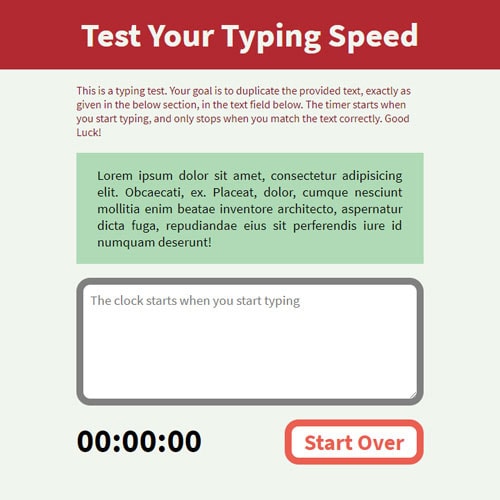 Test Your Typing Speed
This is a typing test. Your goal is to duplicate the provided text, exactly as
given in the below section, in the text field below. The timer starts when
you start typing, and only stops when you match the text correctly. Good
Luck!
Lorem ipsum dolor sit amet, consectetur adipisicing
elit. Obcaecati, ex. Placeat, dolor, cumque nesciunt
mollitia enim beatae inventore architecto, aspernatur
dicta fuga, repudiandae eius sit perferendis iure id
numquam deserunt!
The clock starts when you start typing
00:00:00
Start Over